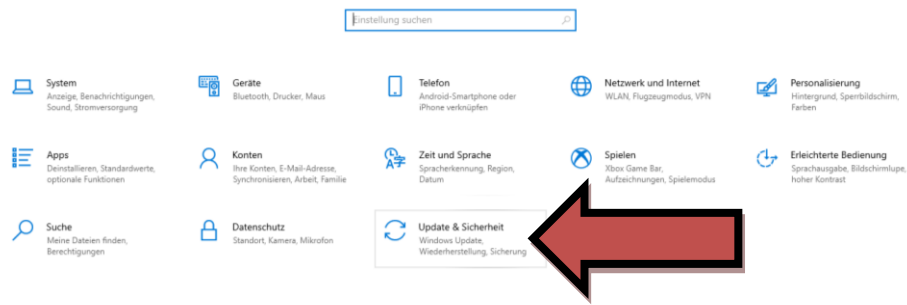 Einstellung suchen
System
Anzeige, Benachrichtigungen,
Sound, Stromversorgung
Geräte
Bluetooth, Drucker, Maus
Telefon
Android-Smartphone oder
iPhone verknüpfen
Netzwerk und Internet
WLAN, Flugzeugmodus, VPN
Personalisierung
Hintergrund, Sperrbildschirm,
Farben
Apps
Deinstallieren, Standardwerte,
optionale Funktionen
Konten
Ihre Konten, E-Mail-Adresse,
Synchronisieren, Arbeit, Familie
Zeit und Sprache
Spracherkennung, Region,
Datum
Spielen
Xbox Game Bar,
Aufzeichnungen, Spielemodus
Erleichterte Bedienung
Sprachausgabe, Bildschirmlupe,
hoher Kontrast
Suche
Meine Dateien finden,
Berechtigungen
Datenschutz
Standort, Kamera, Mikrofon
Update & Sicherheit
Windows Update,
Wiederherstellung, Sicherung